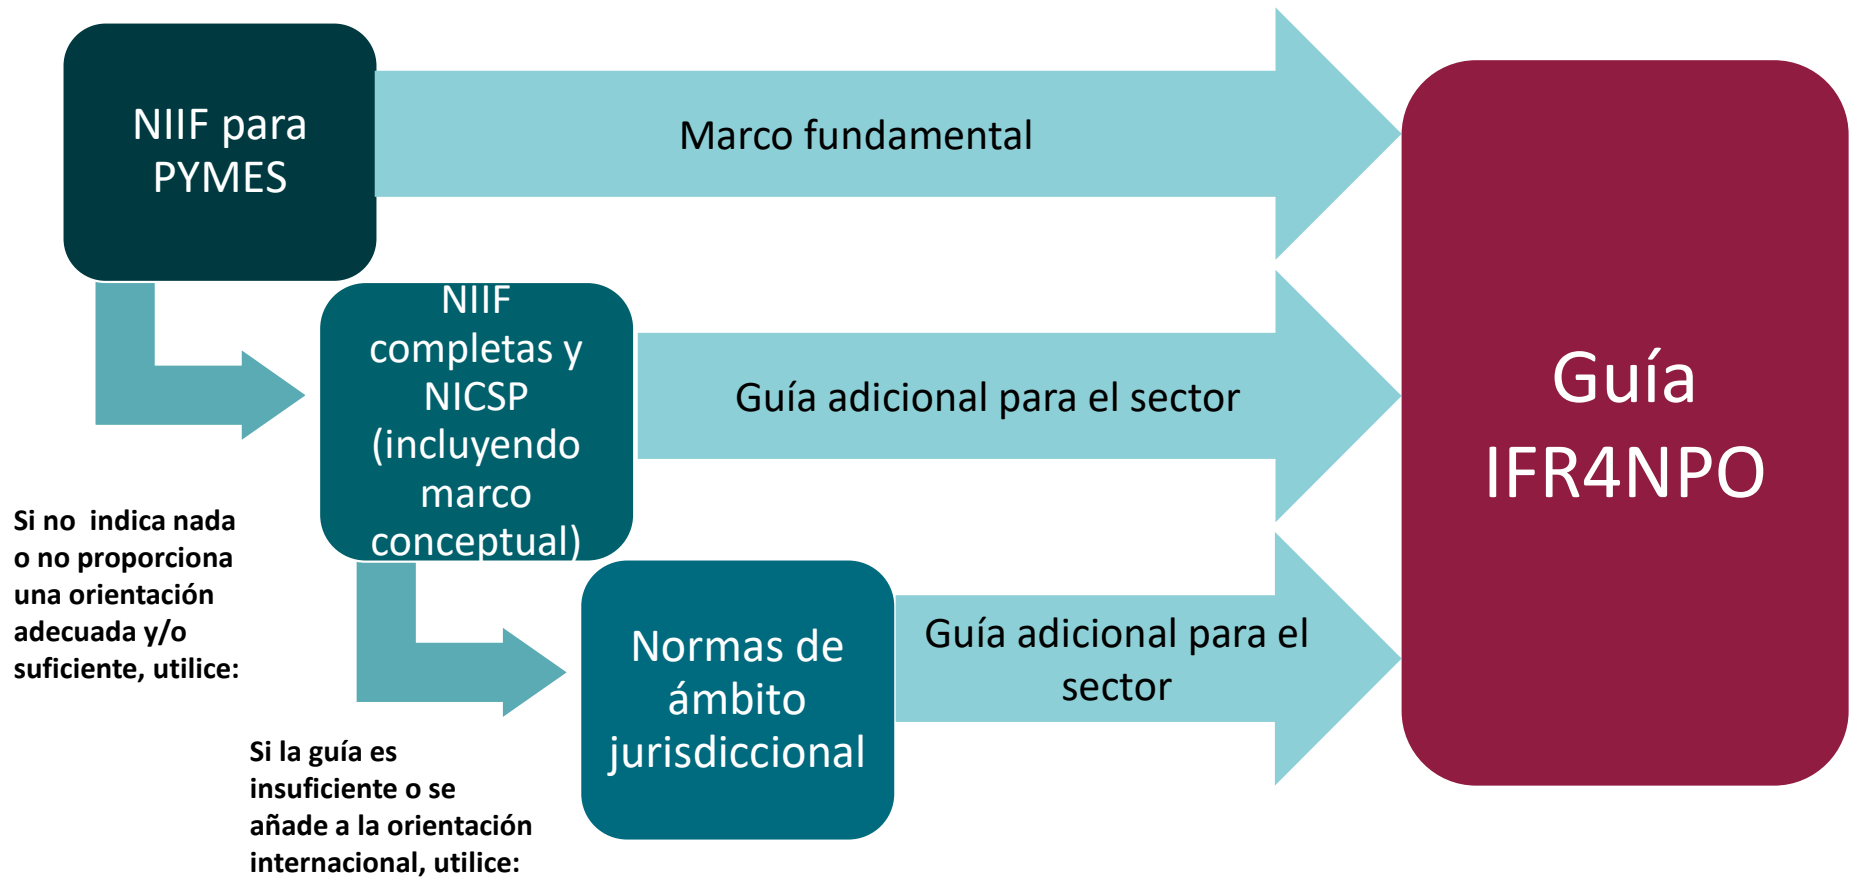 NIIF para
PYMES
Marco fundamental
NIIF
completas y
NICSP
(incluyendo
marco
conceptual)
Guía adicional para el sector
Guía
IFR4NPO
Si no  indica nada
o no proporciona
una orientación
adecuada y/o
suficiente, utilice:
Normas de
ámbito
jurisdiccional
Guía adicional para el
sector
Si la guía es
insuficiente o se
añade a la orientación
internacional, utilice: